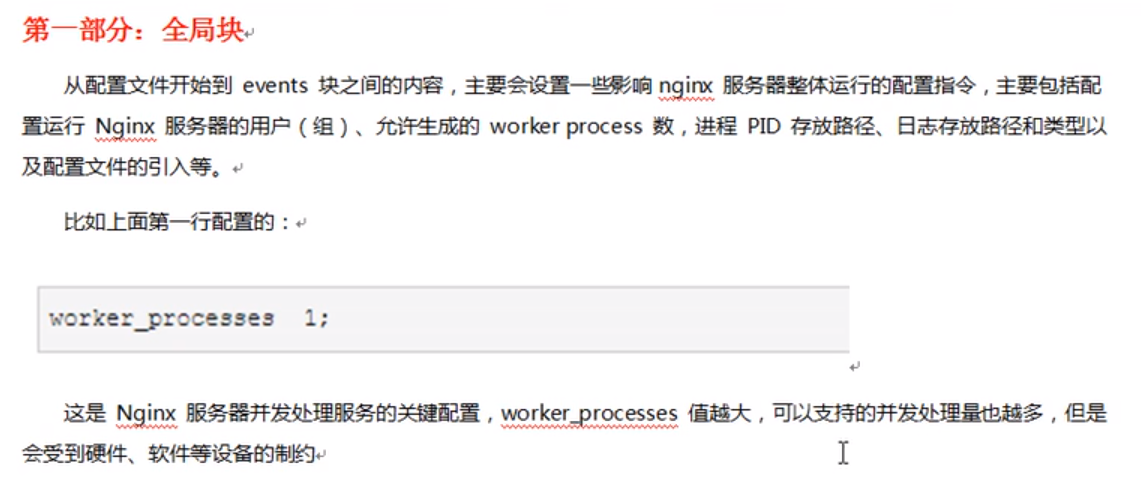 第一部分：全局块
从配置文件开始到 events 块之间的内容，主要会设置一些影响 nginx 服务器整体运行的配置指令，主要包括配
置运行 Nginx 服务器的用户（组）、允许生成的 worker process 数，进程 PID 存放路径、日志存放路径和类型以
及配置文件的引入等。
比如上面第一行配置的：
worker_processes  1;
这是 Nginx 服务器并发处理服务的关键配置，worker_processes 值越大，可以支持的并发处理量也越多，但是
会受到硬件、软件等设备的制约